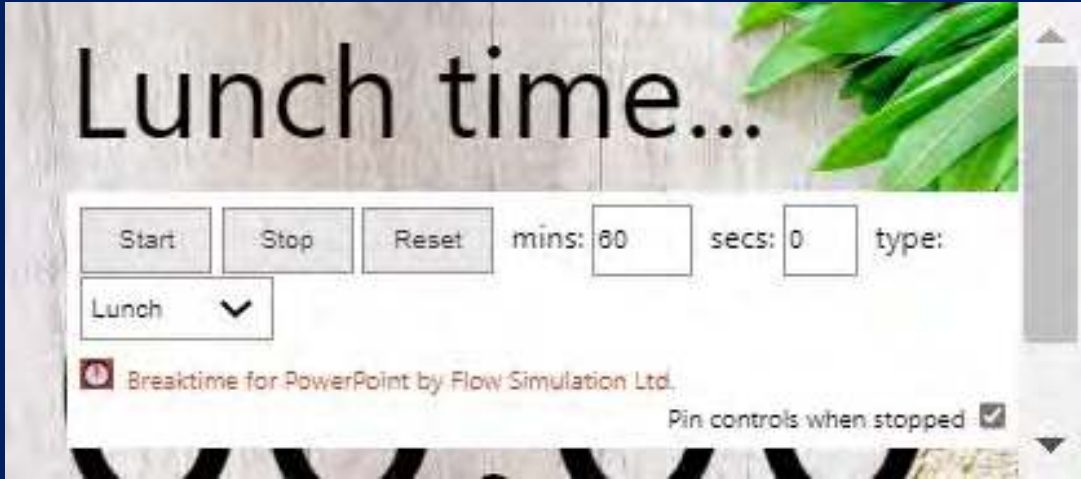 Lunch time...
Start Stop Reset mins: 60 secs: 0 type:
Lunch
Breaktime for PowerPoint by Flow Simulation Ltd.
Pin controls when stopped